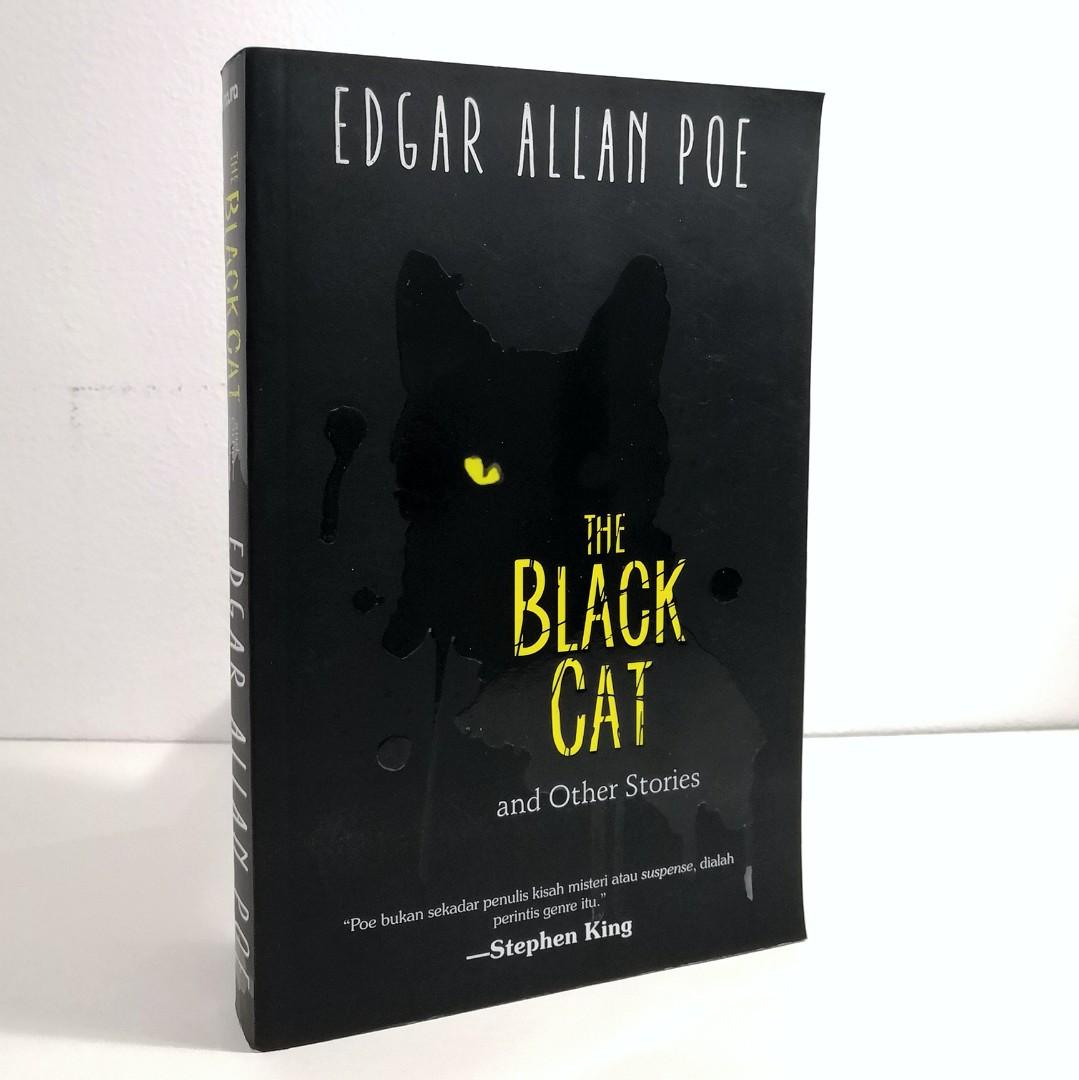 EDGAR ALLAN POE
THE
BLACK
CAT
and Other Stories
“Poe bukan sekadar penulis kisah misteri atau suspense, dialah
perintis genre itu.”
—Stephen King
THE BLACK CAT
EDGAR ALLAN POE